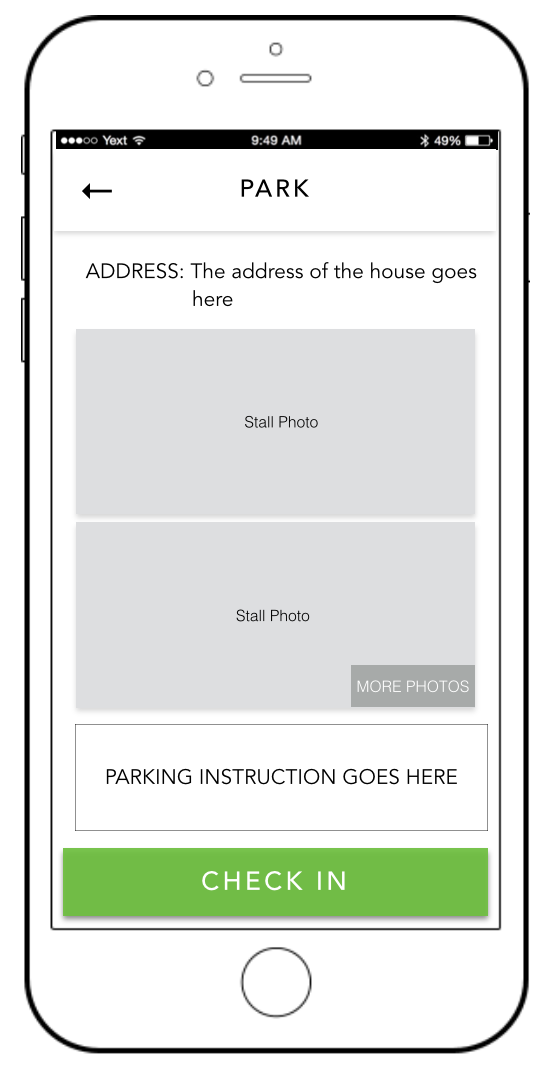 Yext 9:49 AM 49%
PARK
ADDRESS: The address of the house goes
here
Stall Photo
Stall Photo
MORE PHOTOS
PARKING INSTRUCTION GOES HERE
CHECK IN